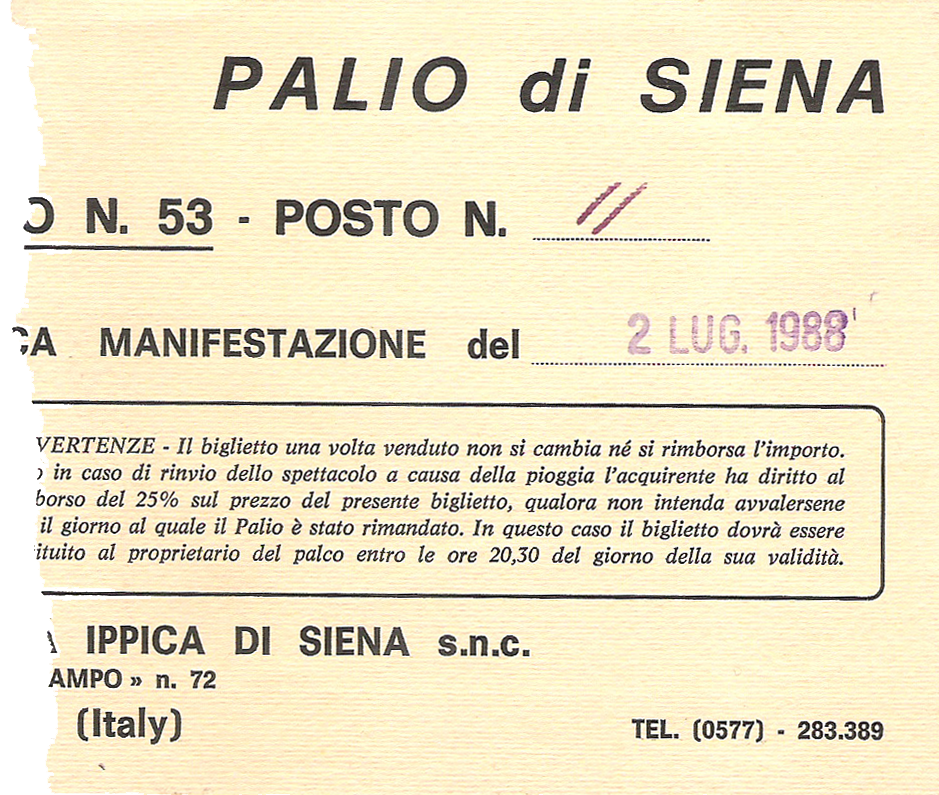 PALIO di SIENA
O N. 53 - POSTO N. 11
CA MANIFESTAZIONE del 2 LUG. 1988
VERTENZE - Il biglietto una volta venduto non si cambia né si rimborsa l'importo.
o in caso di rinvio dello spettacolo a causa della pioggia l'acquirente ha diritto al
borso del 25% sul prezzo del presente biglietto, qualora non intenda avvalersene
il giorno al quale il Palio è stato rimandato. In questo caso il biglietto dovrà essere
ituito al proprietario del palco entro le ore 20,30 del giorno della sua validità.
A IPPICA DI SIENA s.n.c.
AMPO » n. 72
(Italy)
TEL. (0577) - 283.389